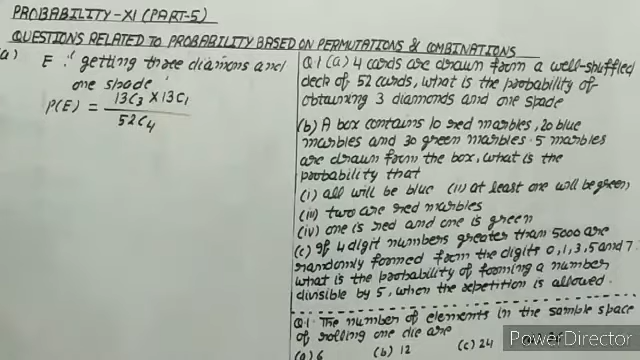 PROBABILITY-XI (PART-5)
QUESTIONS RELATED TO PROBABILITY BASED ON PERMUTATIONS & COMBINATIONS
(a) E : "getting three diamons and
one spade"
P(E) = 13C3 X 13C1
52C4
Q.1 (a) 4 cards are drawn from a well-shuffled
deck of 52 cards, what is the probability of
obtaining 3 diamonds and one spade
(b) A box contains 10 red marbles, 20 blue
marbles and 30 green marbles. 5 marbles
are drawn from the box, what is the
probability that
(i) all will be blue (ii) at least one will be green,
(iii) two are red marbles
(iv) one is red and one is green
(c) If 4 digit numbers greater than 5000 are
randomly formed from the digits 0,1,3,5 and 7
what is the probability of forming a number
divisible by 5, when the repetition is allowed.
Q.1. The number of elements in the sample space
of rolling one die are
(a) 6 (b) 12 (c) 24
PowerDirector